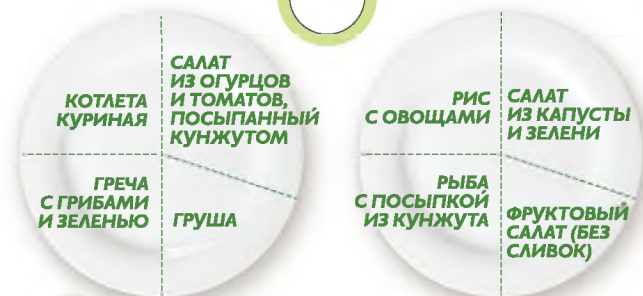 КОТЛЕТА
КУРИНАЯ
САЛАТ
ИЗ ОГУРЦОВ
И ТОМАТОВ,
ПОСЫПАННЫЙ
КУНЖУТОМ
ГРЕЧА
С ГРИБАМИ
И ЗЕЛЕНЬЮ
ГРУША
РИС
С ОВОЩАМИ
САЛАТ
ИЗ КАПУСТЫ
И ЗЕЛЕНИ
РЫБА
С ПОСЫПКОЙ
ИЗ КУНЖУТА
ФРУКТОВЫЙ
САЛАТ (БЕЗ
СЛИВОК)